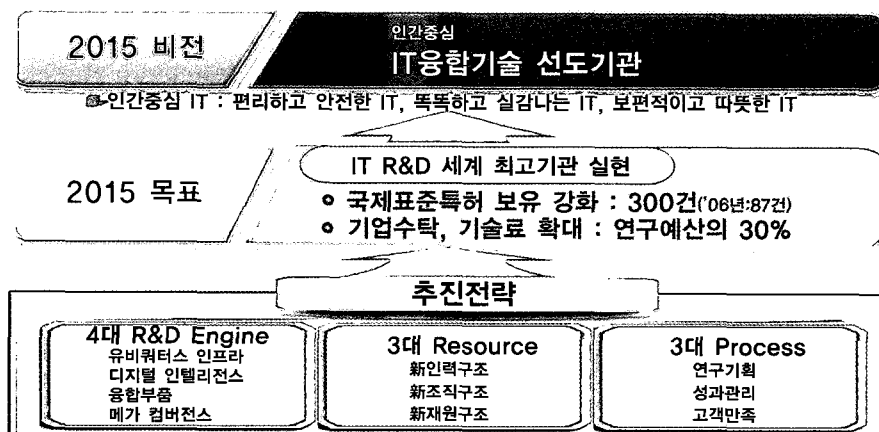 2015 비전
인간중심
IT융합기술 선도기관
인간중심 IT : 편리하고 안전한 IT, 똑똑하고 실감나는 IT, 보편적이고 따뜻한 IT
2015 목표
IT R&D 세계 최고기관 실현
국제표준특허 보유 강화 : 300건('06년:87건)
기업수탁, 기술료 확대 : 연구예산의 30%
추진전략
4대 R&D Engine
유비쿼터스 인프라
디지털 인텔리전스
융합부품
메가 컴버전스
3대 Resource
新인력구조
新조직구조
新재원구조
3대 Process
연구기획
성과관리
고객만족